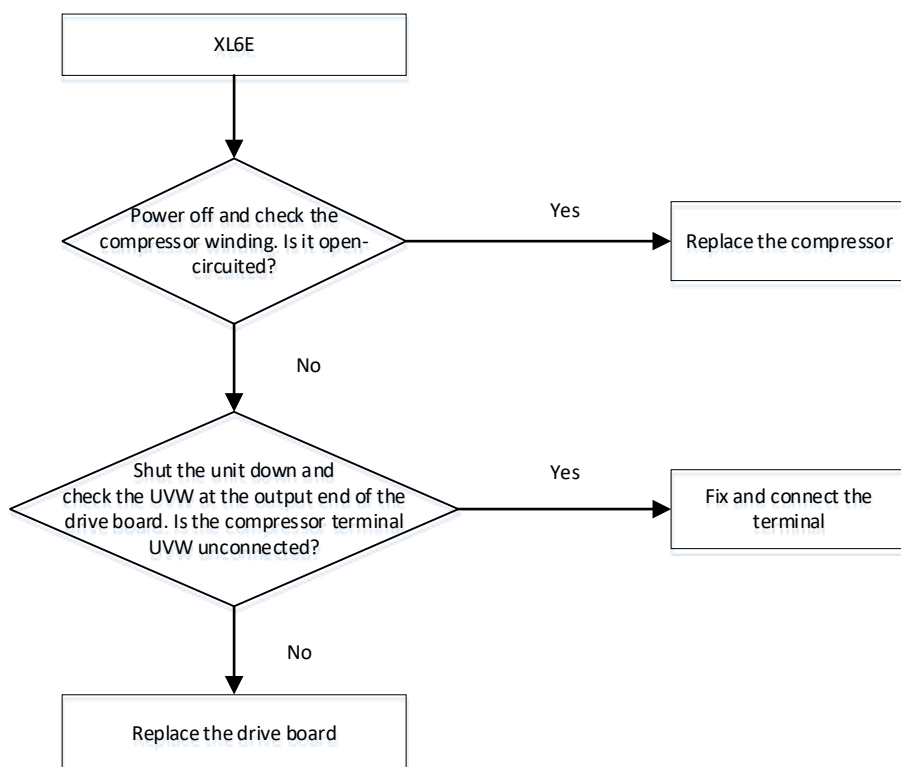 XL6E
Power off and check the
compressor winding. Is it open-
circuited?
Yes
Replace the compressor
No
Shut the unit down and
check the UVW at the output end of the
drive board. Is the compressor terminal
UVW unconnected?
Yes
Fix and connect the
terminal
No
Replace the drive board